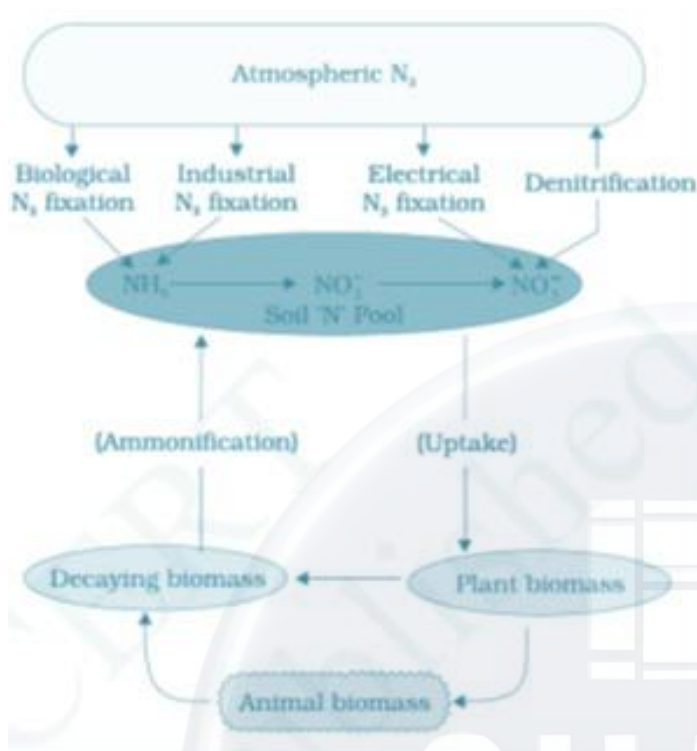 Atmospheric N₂
Biological
N₂ fixation
Industrial
N₂ fixation
Electrical
N₂ fixation
Denitrification
NH₃
NO₂⁻
NO₃⁻
Soil 'N' Pool
(Ammonification)
(Uptake)
Decaying biomass
Plant biomass
Animal biomass